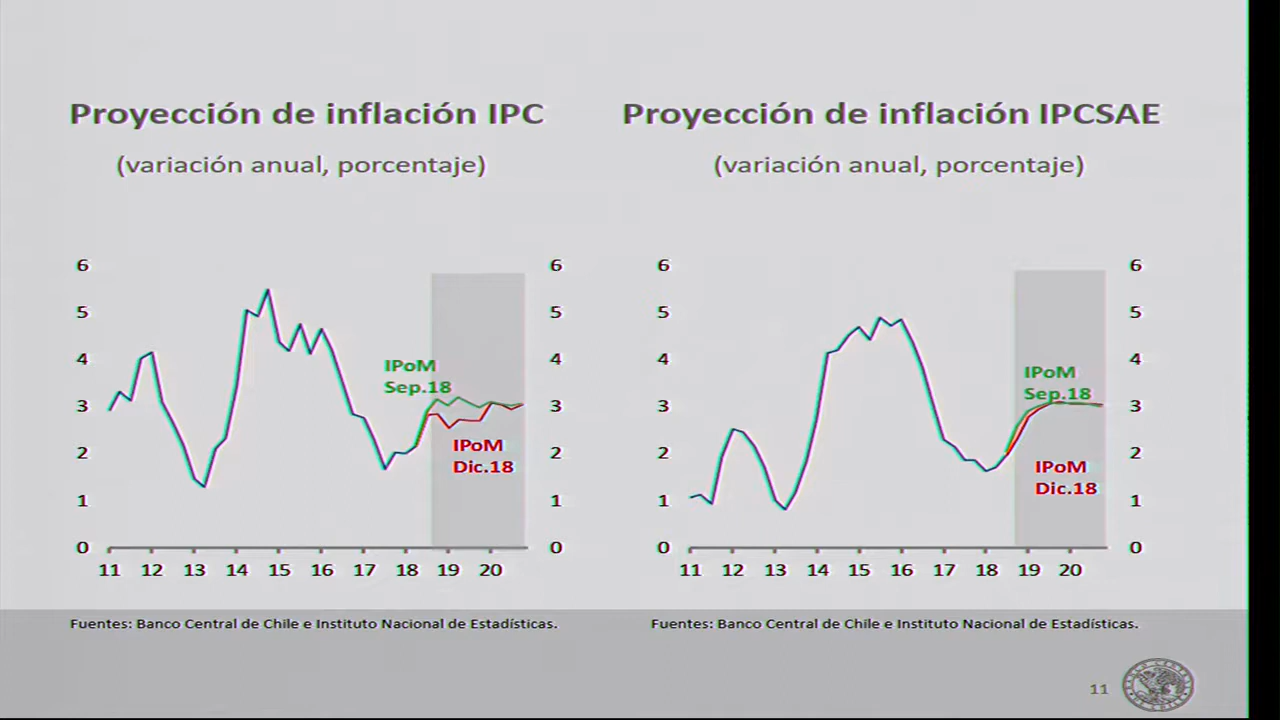 Proyección de inflación IPC
(variación anual, porcentaje)
6 6
5 5
4 4
IPoM
Sep.18
3 3
IPoM
Dic.18
2 2
1 1
0 0
11 12 13 14 15 16 17 18 19 20
Fuentes: Banco Central de Chile e Instituto Nacional de Estadísticas.
Proyección de inflación IPCSAE
(variación anual, porcentaje)
6 6
5 5
4 4
IPoM
Sep.18
3 3
2 2
IPoM
Dic.18
1 1
0 0
11 12 13 14 15 16 17 18 19 20
Fuentes: Banco Central de Chile e Instituto Nacional de Estadísticas.
11